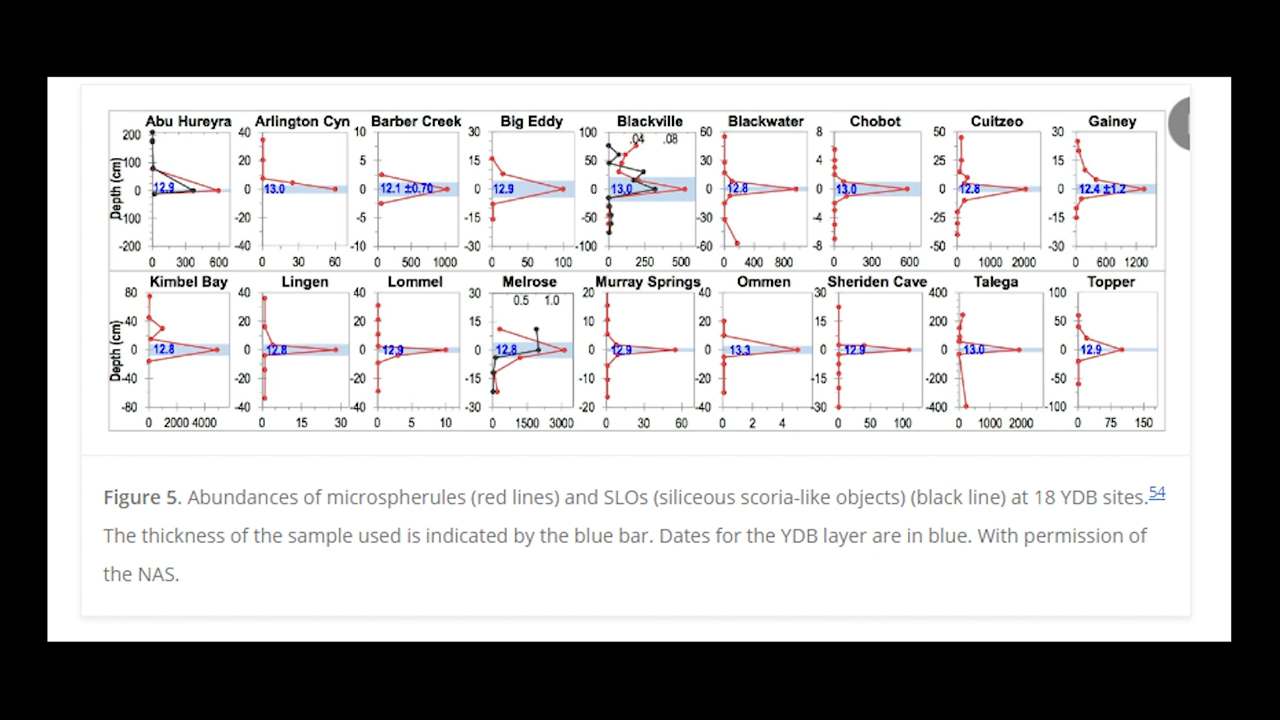 Abu Hureyra Arlington Cyn Barber Creek Big Eddy Blackville Blackwater Chobot Cuitzeo Gainey
200 40 10 30 100 .04 .08 60 8 50 30
100 20 5 15 50 30 4 25 15
Depth (cm) 0 12.9 0 13.0 0 12.1 ±0.70 0 12.9 0 13.0 0 12.8 0 13.0 0 12.8 0 12.4 ±1.2
100 -20 -5 -15 -50 -30 -4 -25 -15
-200 -40 -10 -30 -100 -60 -8 -50 -30
0 300 600 0 30 60 0 500 1000 0 50 100 0 250 500 0 400 800 0 300 600 0 1000 2000 0 600 1200
Kimbel Bay Lingen Lommel Melrose Murray Springs Ommen Sheriden Cave Talega Topper
80 40 40 30 0.5 1.0 20 40 30 400 100
40 20 20 15 10 20 15 200 50
Depth (cm) 0 12.8 0 12.8 0 12.9 0 12.8 0 12.9 0 13.3 0 12.9 0 13.0 0 12.9
-40 -20 -20 -15 -10 -20 -15 -200 -50
-80 -40 -40 -30 -20 -40 -30 -400 -100
0 2000 4000 0 15 30 0 5 10 0 1500 3000 0 30 60 0 2 4 0 50 100 0 1000 2000 0 75 150
Figure 5. Abundances of microspherules (red lines) and SLOs (siliceous scoria-like objects) (black line) at 18 YDB sites.54
The thickness of the sample used is indicated by the blue bar. Dates for the YDB layer are in blue. With permission of
the NAS.